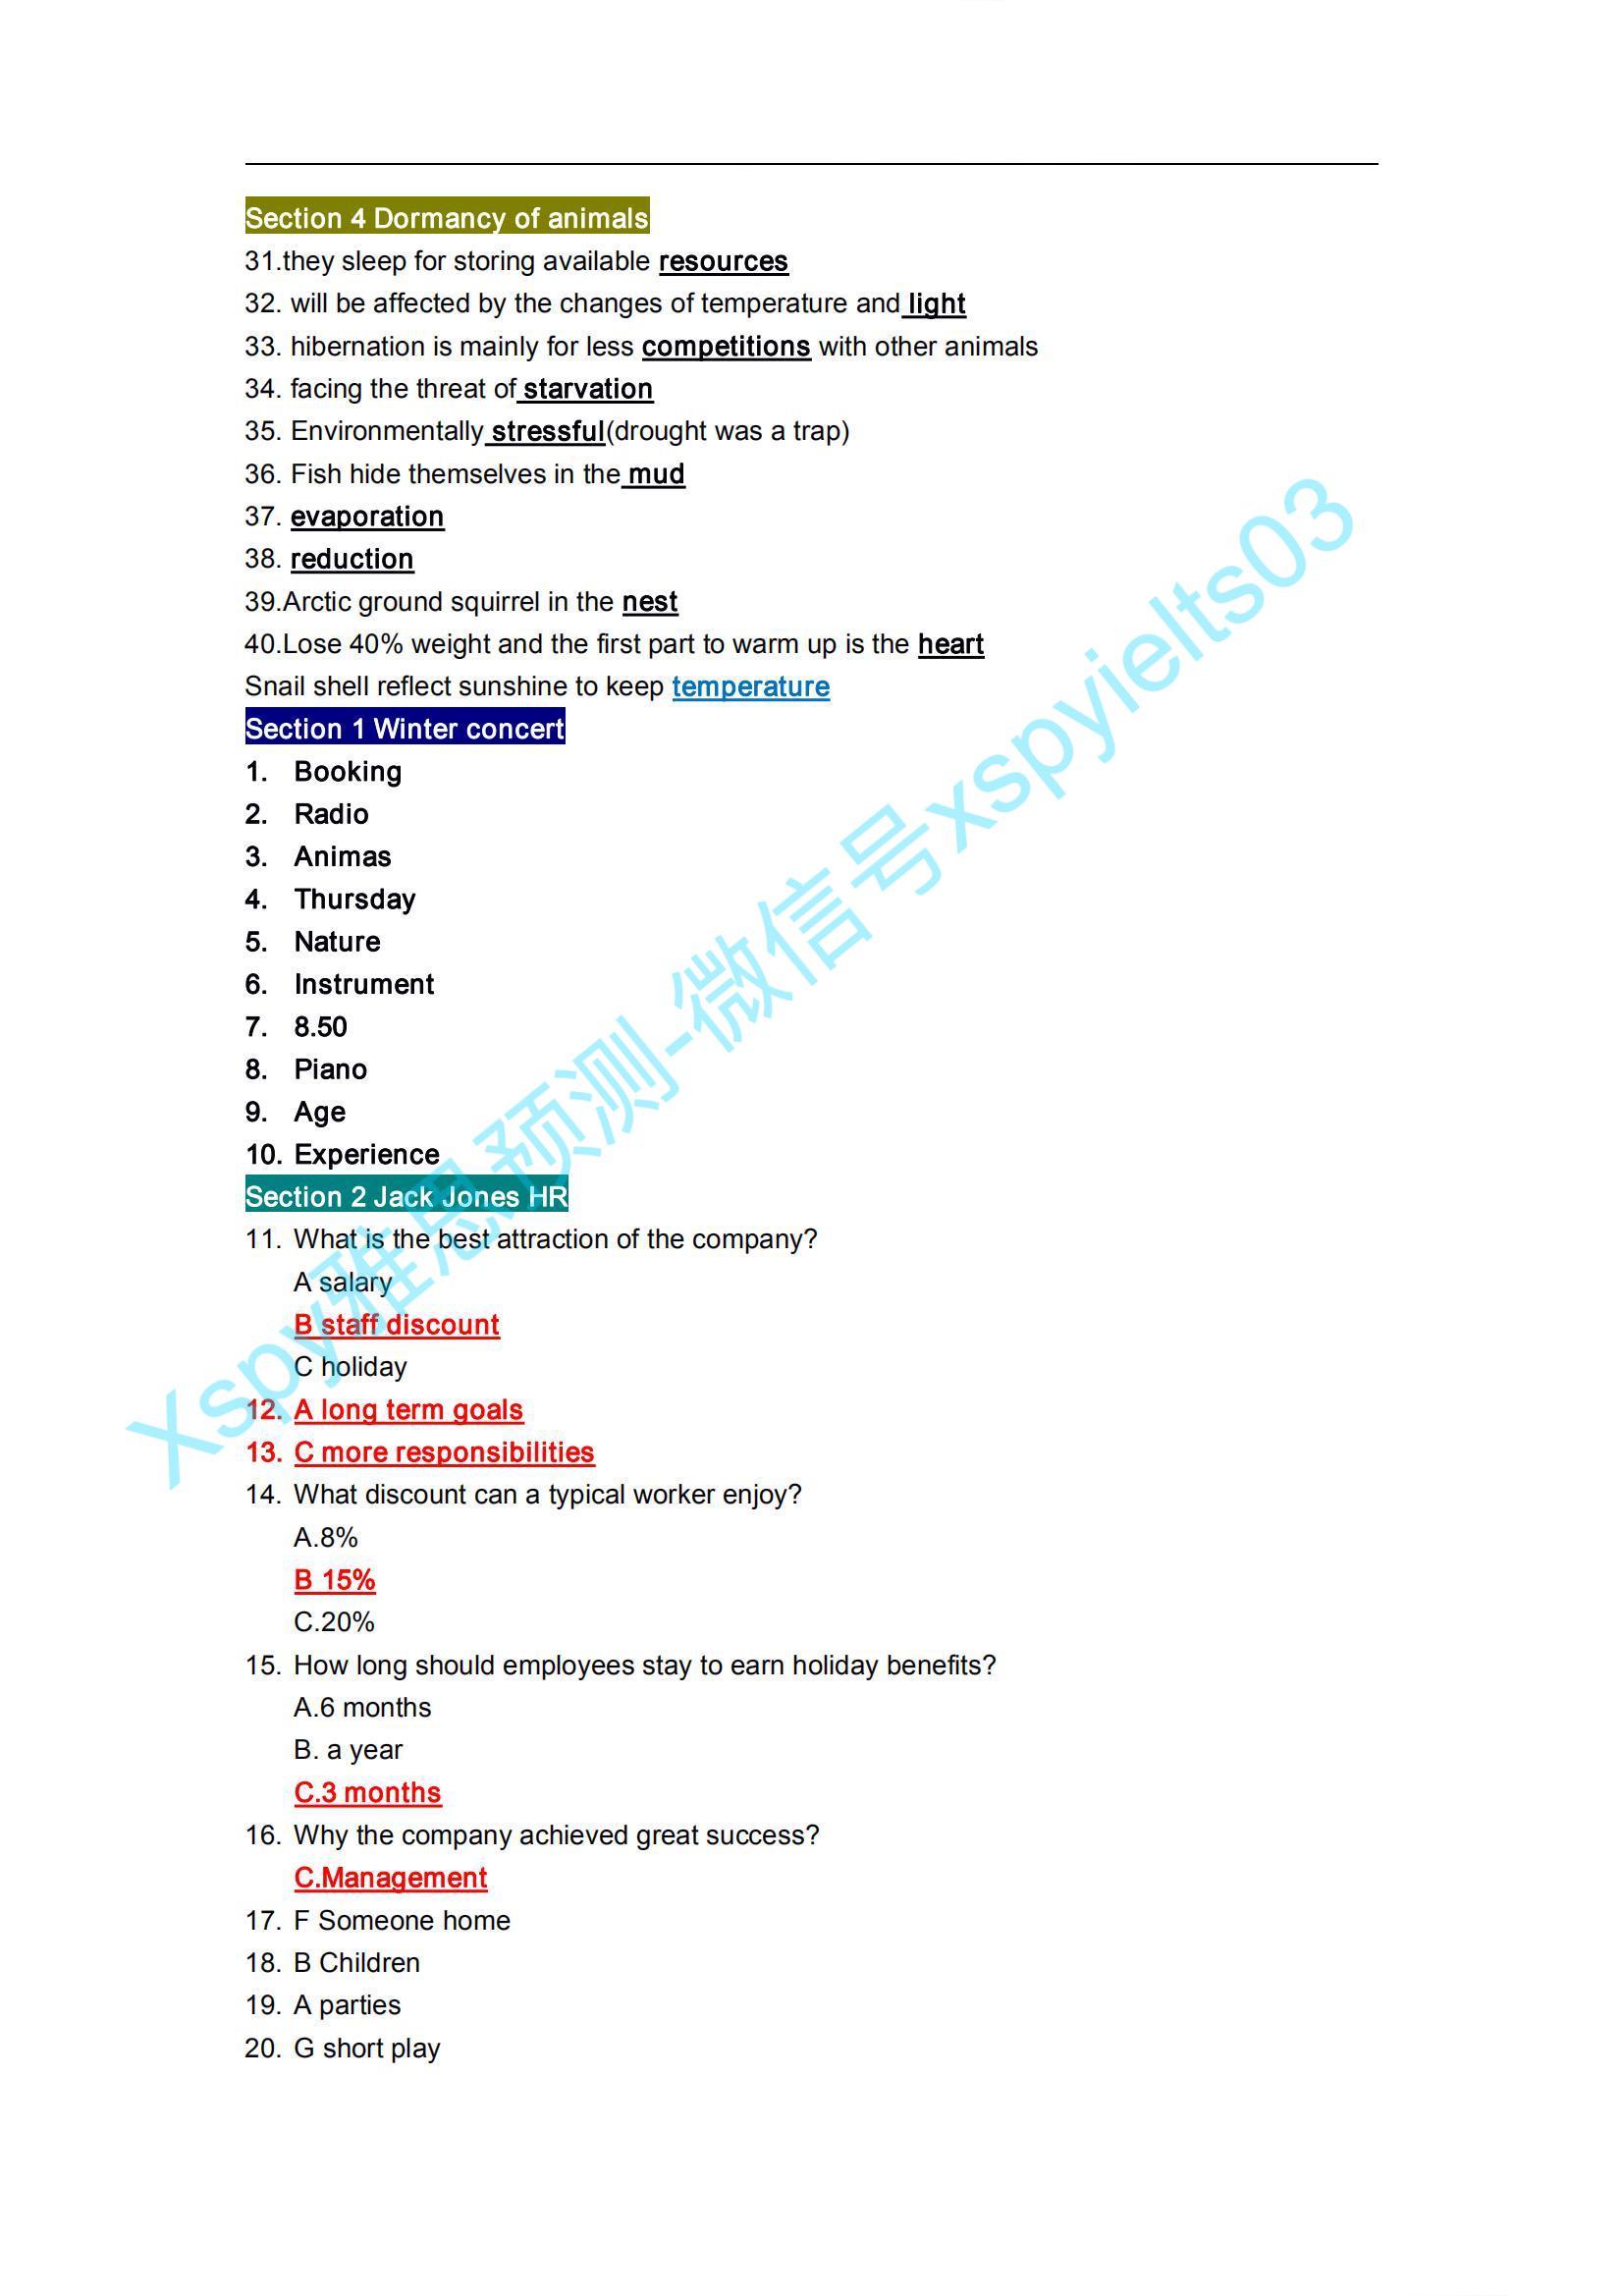 Section 4 Dormancy of animals
31.they sleep for storing available resources
32. will be affected by the changes of temperature and light
33. hibernation is mainly for less competitions with other animals
34. facing the threat of starvation
35. Environmentally stressful(drought was a trap)
36. Fish hide themselves in the mud
37. evaporation
38. reduction
39.Arctic ground squirrel in the nest
40.Lose 40% weight and the first part to warm up is the heart
Snail shell reflect sunshine to keep temperature
Section 1 Winter concert
1. Booking
2. Radio
3. Animas
4. Thursday
5. Nature
6. Instrument
7. 8.50
8. Piano
9. Age
10. Experience
Section 2 Jack Jones HR
11. What is the best attraction of the company?
A salary
B staff discount
C holiday
12. A long term goals
13. C more responsibilities
14. What discount can a typical worker enjoy?
A.8%
B 15%
C.20%
15. How long should employees stay to earn holiday benefits?
A.6 months
B. a year
C.3 months
16. Why the company achieved great success?
C.Management
17. F Someone home
18. B Children
19. A parties
20. G short play
Xspy雅思预测-微信号xspyielts03